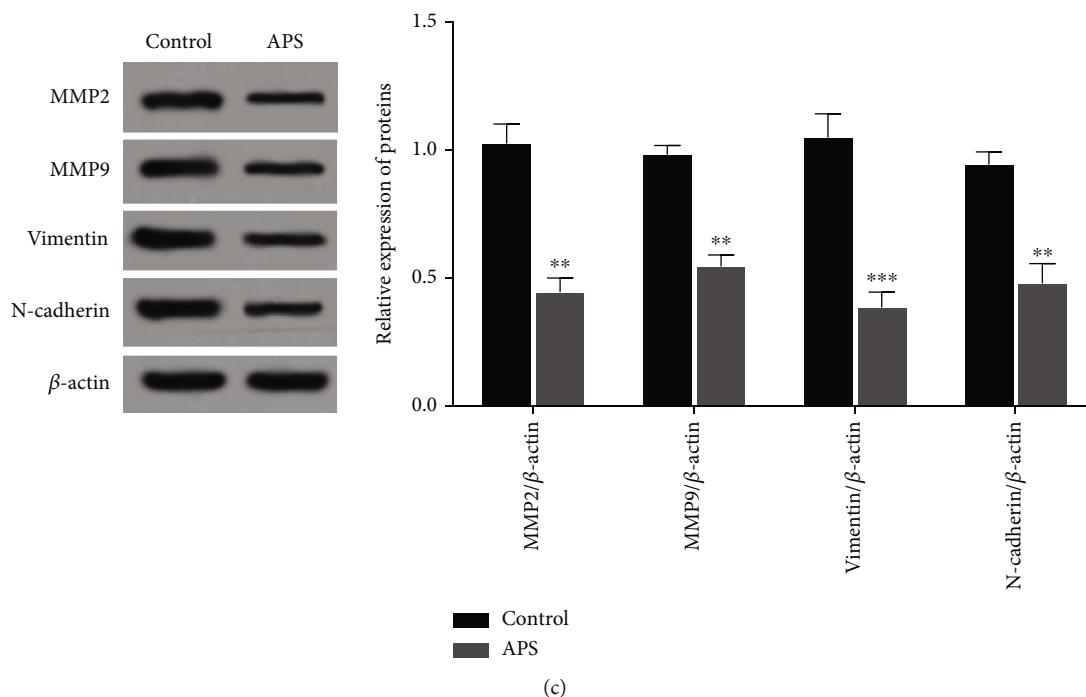 Control APS
MMP2
MMP9
Vimentin
N-cadherin
β-actin
Relative expression of proteins
1.5
1.0
0.5
0.0
**
**
***
**
MMP2/β-actin
MMP9/β-actin
Vimentin/β-actin
N-cadherin/β-actin
Control
APS
(c)